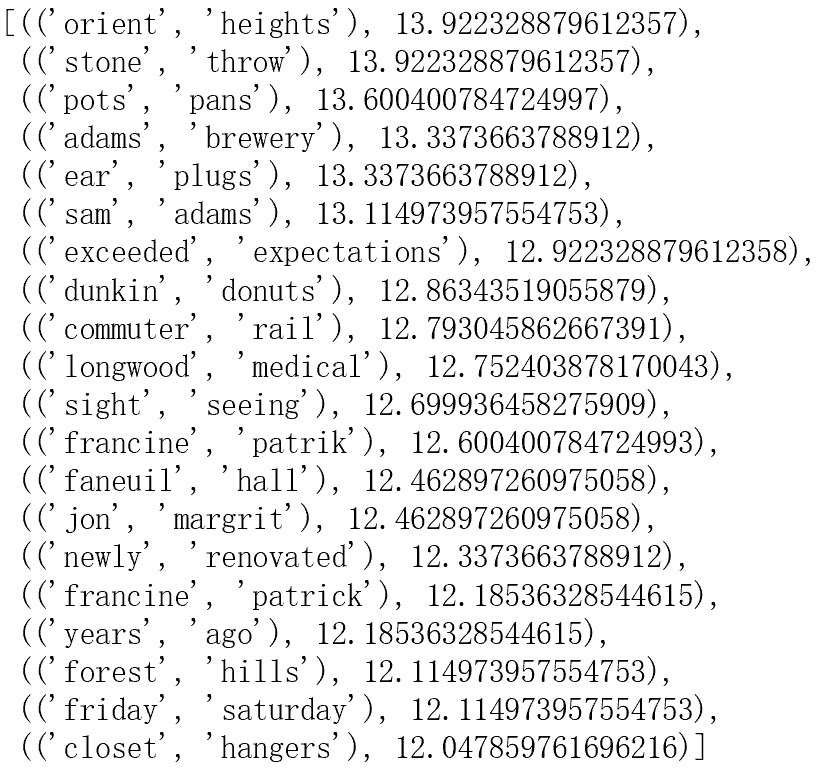 [(('orient', 'heights'), 13.922328879612357),
(('stone', 'throw'), 13.922328879612357),
(('pots', 'pans'), 13.600400784724997),
(('adams', 'brewery'), 13.3373663788912),
(('ear', 'plugs'), 13.3373663788912),
(('sam', 'adams'), 13.114973957554753),
(('exceeded', 'expectations'), 12.922328879612358),
(('dunkin', 'donuts'), 12.86343519055879),
(('commuter', 'rail'), 12.793045862667391),
(('longwood', 'medical'), 12.752403878170043),
(('sight', 'seeing'), 12.699936458275909),
(('francine', 'patrik'), 12.600400784724993),
(('faneuil', 'hall'), 12.462897260975058),
(('jon', 'margrit'), 12.462897260975058),
(('newly', 'renovated'), 12.3373663788912),
(('francine', 'patrick'), 12.18536328544615),
(('years', 'ago'), 12.18536328544615),
(('forest', 'hills'), 12.114973957554753),
(('friday', 'saturday'), 12.114973957554753),
(('closet', 'hangers'), 12.047859761696216)]